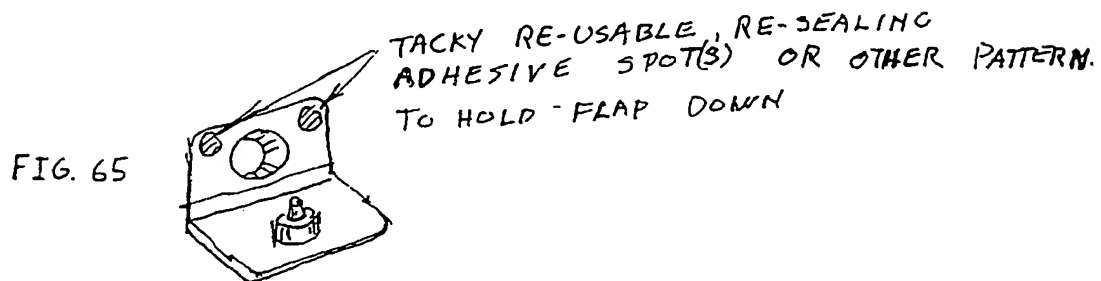 TACKY RE-USABLE, RE-SEALING
ADHESIVE SPOT(S) OR OTHER PATTERN.
TO HOLD-FLAP DOWN
FIG. 65